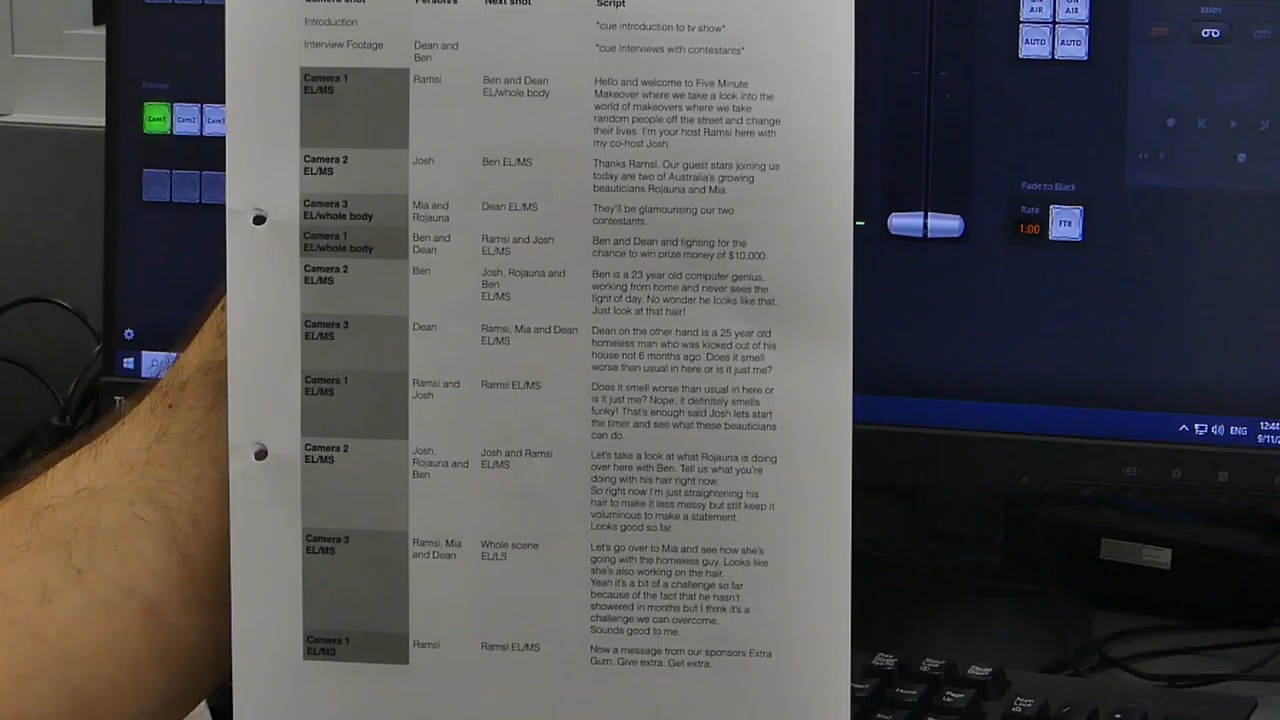 Camera shot Person/s Next shot Script
Introduction *cue introduction to tv show*
Interview Footage Dean and *cue Interviews with contestants*
Ben
Camera 1 Ramsi Ben and Dean Hello and welcome to Five Minute
EL/MS EL/whole body Makeover where we take a look into the
world of makeovers where we take
random people off the street and change
their lives. I'm your host Ramsi here with
my co-host Josh.
Camera 2 Josh Ben EL/MS Thanks Ramsi. Our guest stars joining us
EL/MS today are two of Australia's growing
beauticians Rojauna and Mia.
Camera 3 Mia and Dean EL/MS They'll be glamourising our two
EL/whole body Rojauna contestants.
Camera 1 Ben and Ramsi and Josh Ben and Dean and fighting for the
EL/whole body Dean EL/MS chance to win prize money of $10,000.
Camera 2 Ben Josh, Rojauna and Ben is a 23 year old computer genius,
EL/MS Ben working from home and never sees the
EL/MS light of day. No wonder he looks like that.
Just look at that hair!
Camera 3 Dean Ramsi, Mia and Dean Dean on the other hand is a 25 year old
EL/MS EL/MS homeless man who was kicked out of his
house not 6 months ago. Does it smell
worse than usual in here or is it just me?
Camera 1 Ramsi and Ramsi EL/MS Does it smell worse than usual in here or
EL/MS Josh is it just me? Nope, it definitely smells
funky! That's enough said Josh lets start
the timer and see what these beauticians
can do.
Camera 2 Josh, Josh and Ramsi Let's take a look at what Rojauna is doing
EL/MS Rojauna and EL/MS over here with Ben. Tell us what you're
Ben doing with his hair right now.
So right now I'm just straightening his
hair to make it less messy but still keep it
voluminous to make a statement.
Looks good so far.
Camera 3 Ramsi, Mia Whole scene Let's go over to Mia and see how she's
EL/MS and Dean EL/LS going with the homeless guy. Looks like
she's also working on the hair.
Yeah it's a bit of a challenge so far
because of the fact that he hasn't
showered in months but I think it's a
challenge we can overcome.
Sounds good to me.
Camera 1 Ramsi Ramsi EL/MS Now a message from our sponsors Extra
EL/MS Gum. Give extra. Get extra.
Cam1 Cam2 Cam3
AIR AIR
AUTO AUTO
READY
Fade to Black
Rate
1:00 FTB
ENG 12:44
9/11/2
Home
Page Up
Num Lock
End